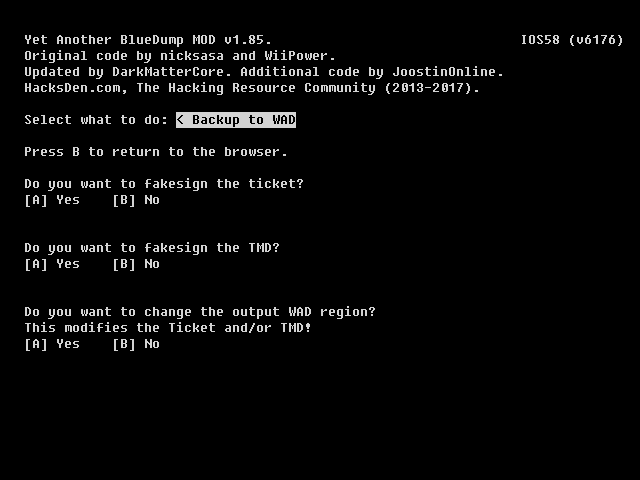 Yet Another BlueDump MOD v1.85. IOS58 (v6176)
Original code by nicksasa and WiiPower.
Updated by DarkMatterCore. Additional code by JoostinOnline.
HacksDen.com, The Hacking Resource Community (2013-2017).
Select what to do: < Backup to WAD
Press B to return to the browser.
Do you want to fakesign the ticket?
[A] Yes [B] No
Do you want to fakesign the TMD?
[A] Yes [B] No
Do you want to change the output WAD region?
This modifies the Ticket and/or TMD!
[A] Yes [B] No